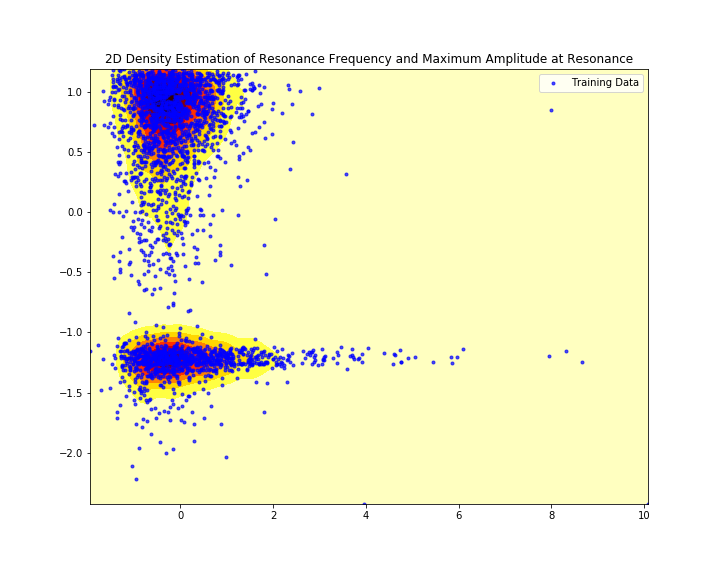 2D Density Estimation of Resonance Frequency and Maximum Amplitude at Resonance
Training Data
1.0
0.5
0.0
−0.5
−1.0
−1.5
−2.0
0 2 4 6 8 10